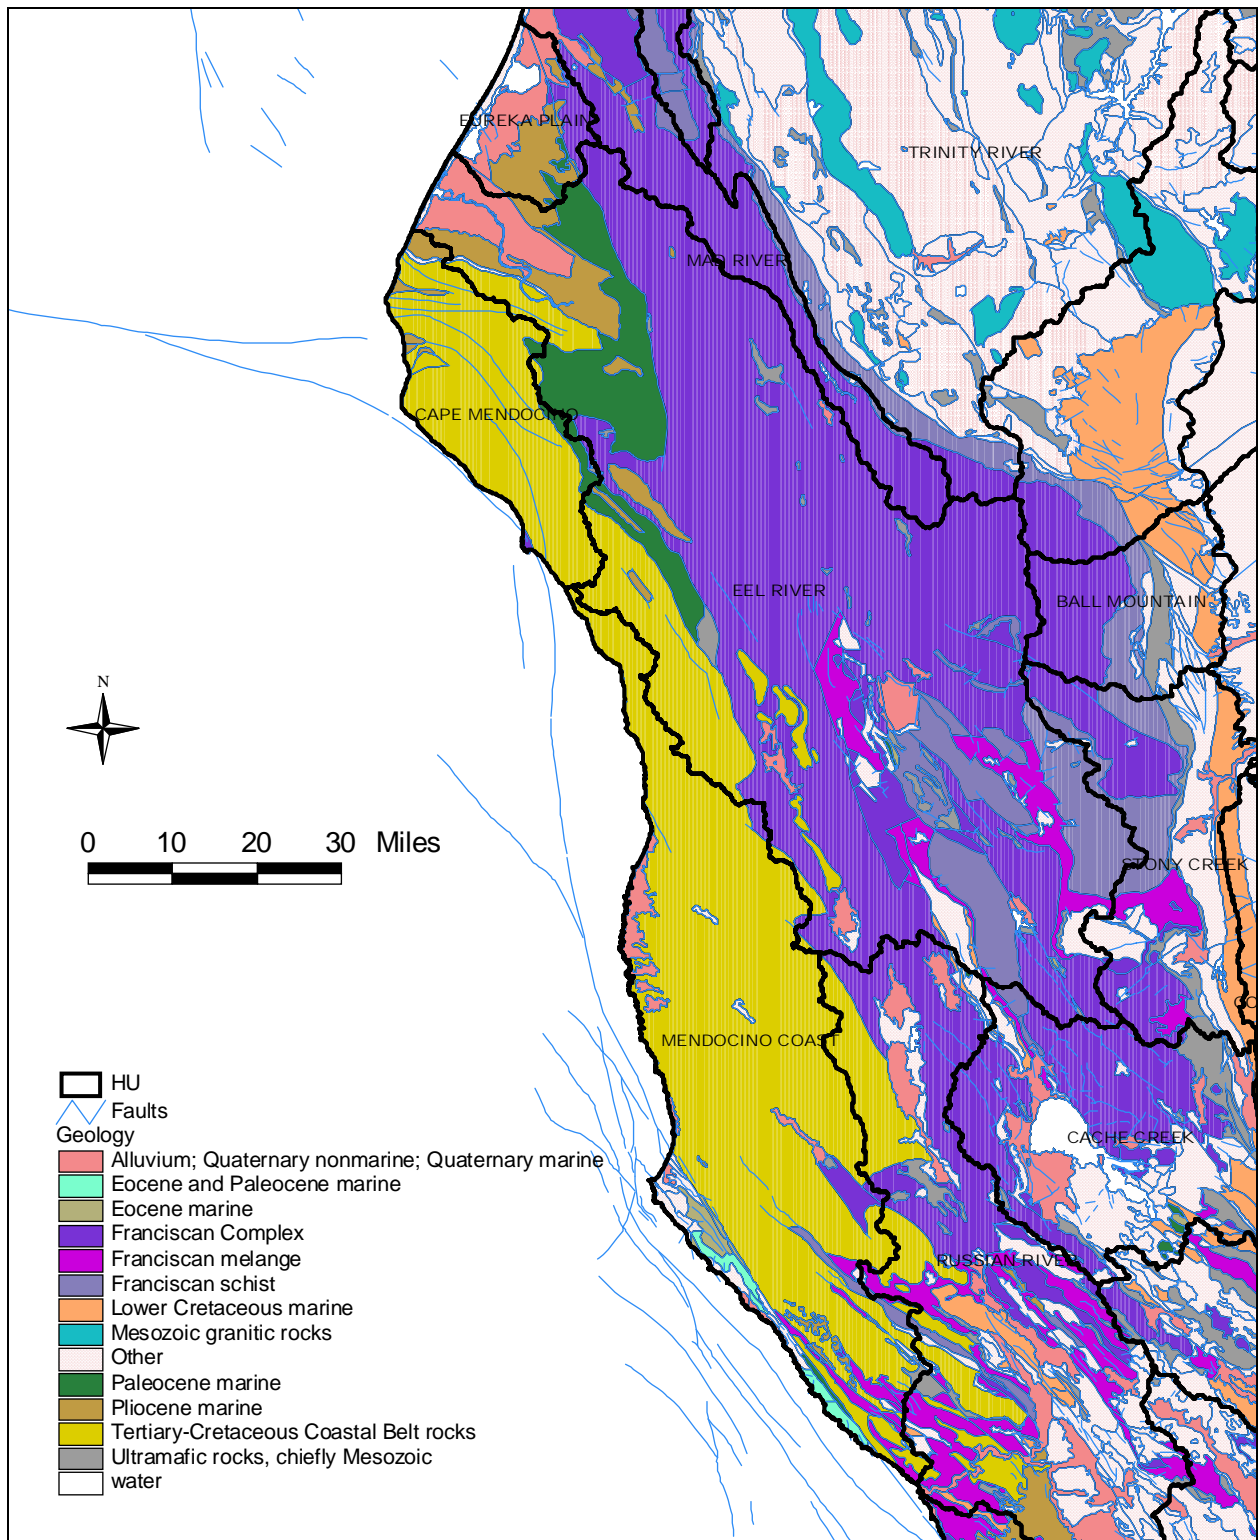 EUREKA PLAIN
TRINITY RIVER
MAD RIVER
CAPE MENDOCINO
EEL RIVER
BALL MOUNTAIN
N
0 10 20 30 Miles
STONY CREEK
MENDOCINO COAST
CACHE CREEK
RUSSIAN RIVER
HU
Faults
Geology
Alluvium; Quaternary nonmarine; Quaternary marine
Eocene and Paleocene marine
Eocene marine
Franciscan Complex
Franciscan melange
Franciscan schist
Lower Cretaceous marine
Mesozoic granitic rocks
Other
Paleocene marine
Pliocene marine
Tertiary-Cretaceous Coastal Belt rocks
Ultramafic rocks, chiefly Mesozoic
water